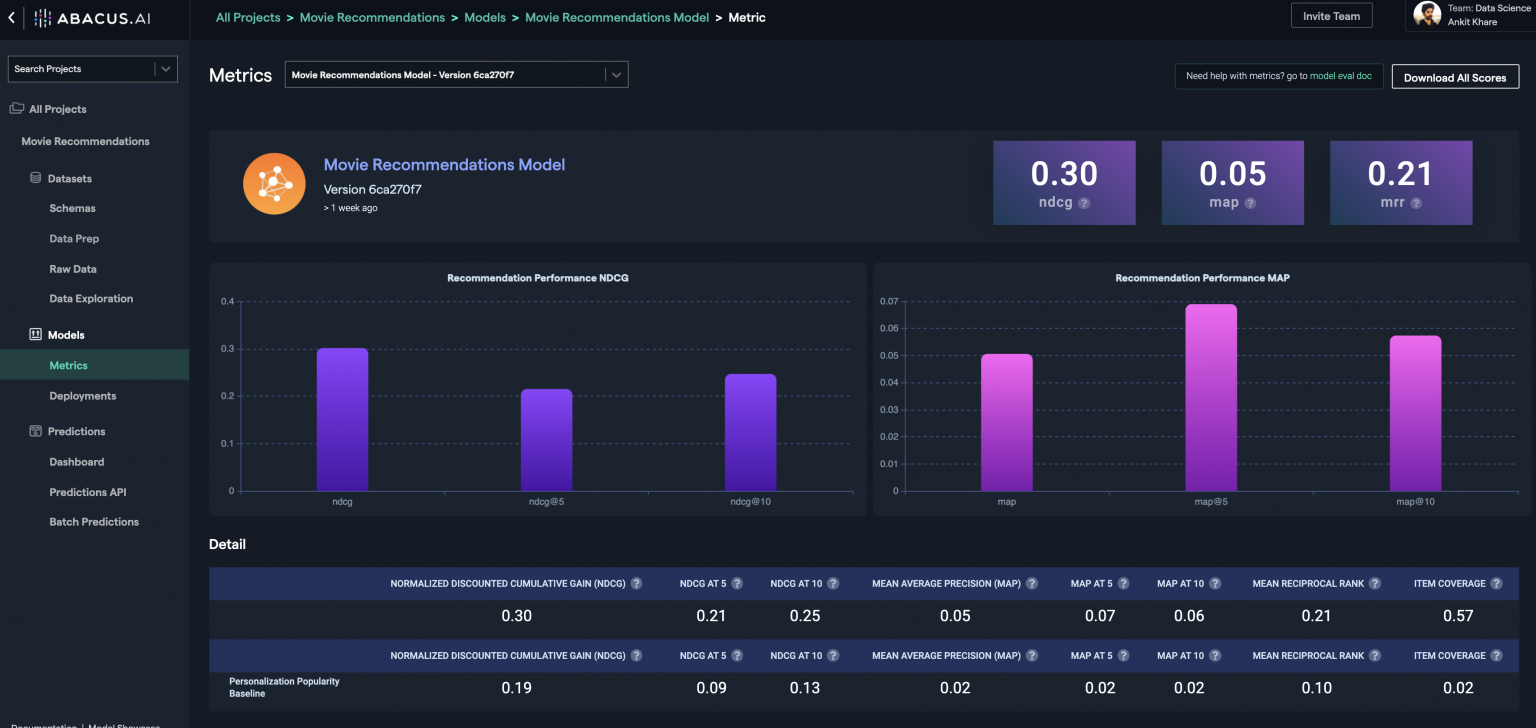 ABACUS.AI
All Projects > Movie Recommendations > Models > Movie Recommendations Model > Metric
Invite Team
Team: Data Science
Ankit Khare
Search Projects
All Projects
Movie Recommendations
Datasets
Schemas
Data Prep
Raw Data
Data Exploration
Models
Metrics
Deployments
Predictions
Dashboard
Predictions API
Batch Predictions
Documentation | Model Showcase
Metrics
Movie Recommendations Model - Version 6ca270f7
Need help with metrics? go to model eval doc
Download All Scores
Movie Recommendations Model
Version 6ca270f7
> 1 week ago
0.30
ndcg ?
0.05
map ?
0.21
mrr ?
Recommendation Performance NDCG
0.4
0.3
0.2
0.1
0
ndcg ndcg@5 ndcg@10
Recommendation Performance MAP
0.07
0.06
0.05
0.04
0.03
0.02
0.01
0
map map@5 map@10
Detail
NORMALIZED DISCOUNTED CUMULATIVE GAIN (NDCG) ? NDCG AT 5 ? NDCG AT 10 ? MEAN AVERAGE PRECISION (MAP) ? MAP AT 5 ? MAP AT 10 ? MEAN RECIPROCAL RANK ? ITEM COVERAGE ?
0.30 0.21 0.25 0.05 0.07 0.06 0.21 0.57
NORMALIZED DISCOUNTED CUMULATIVE GAIN (NDCG) ? NDCG AT 5 ? NDCG AT 10 ? MEAN AVERAGE PRECISION (MAP) ? MAP AT 5 ? MAP AT 10 ? MEAN RECIPROCAL RANK ? ITEM COVERAGE ?
Personalization Popularity
Baseline
0.19 0.09 0.13 0.02 0.02 0.02 0.10 0.02